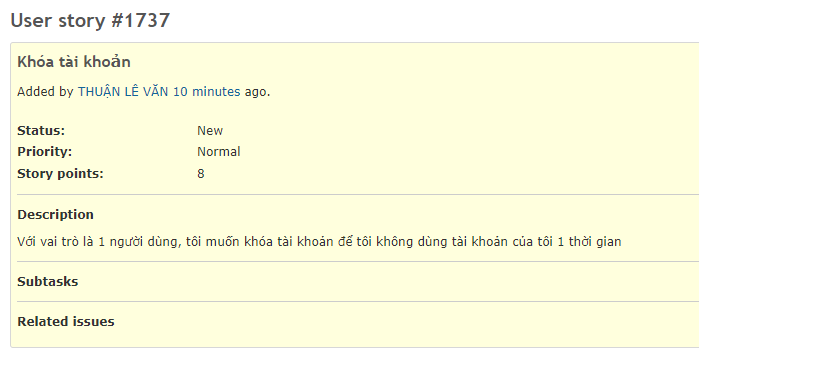 User story #1737
Khóa tài khoản
Added by THUẬN LÊ VĂN 10 minutes ago.
Status: New
Priority: Normal
Story points: 8
Description
Với vai trò là 1 người dùng, tôi muốn khóa tài khoản để tôi không dùng tài khoản của tôi 1 thời gian
Subtasks
Related issues